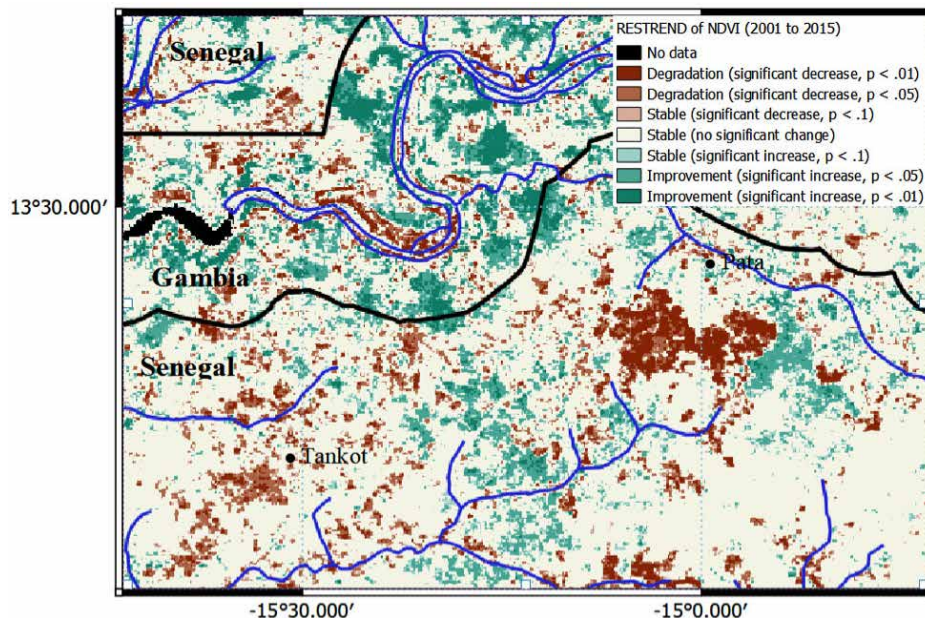 Senegal
RESTREND of NDVI (2001 to 2015)
No data
Degradation (significant decrease, p < .01)
Degradation (significant decrease, p < .05)
Stable (significant decrease, p < .1)
Stable (no significant change)
Stable (significant increase, p < .1)
Improvement (significant increase, p < .05)
Improvement (significant increase, p < .01)
13°30.000′
Pata
Gambia
Senegal
Tankot
-15°30.000′
-15°0.000′